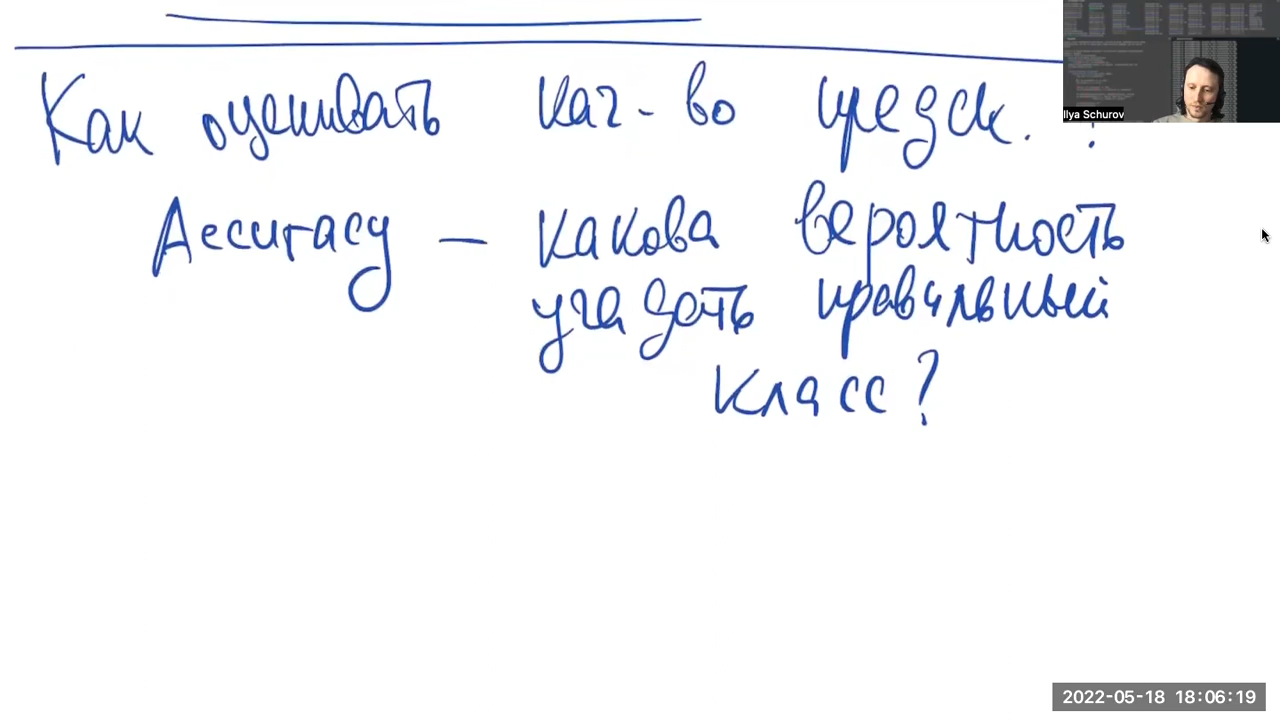 Как оценивать кач-во предск. ?
Ilya Schurov
Accuracy — какова вероятность
угадать правильный
класс?
2022-05-18 18:06:19